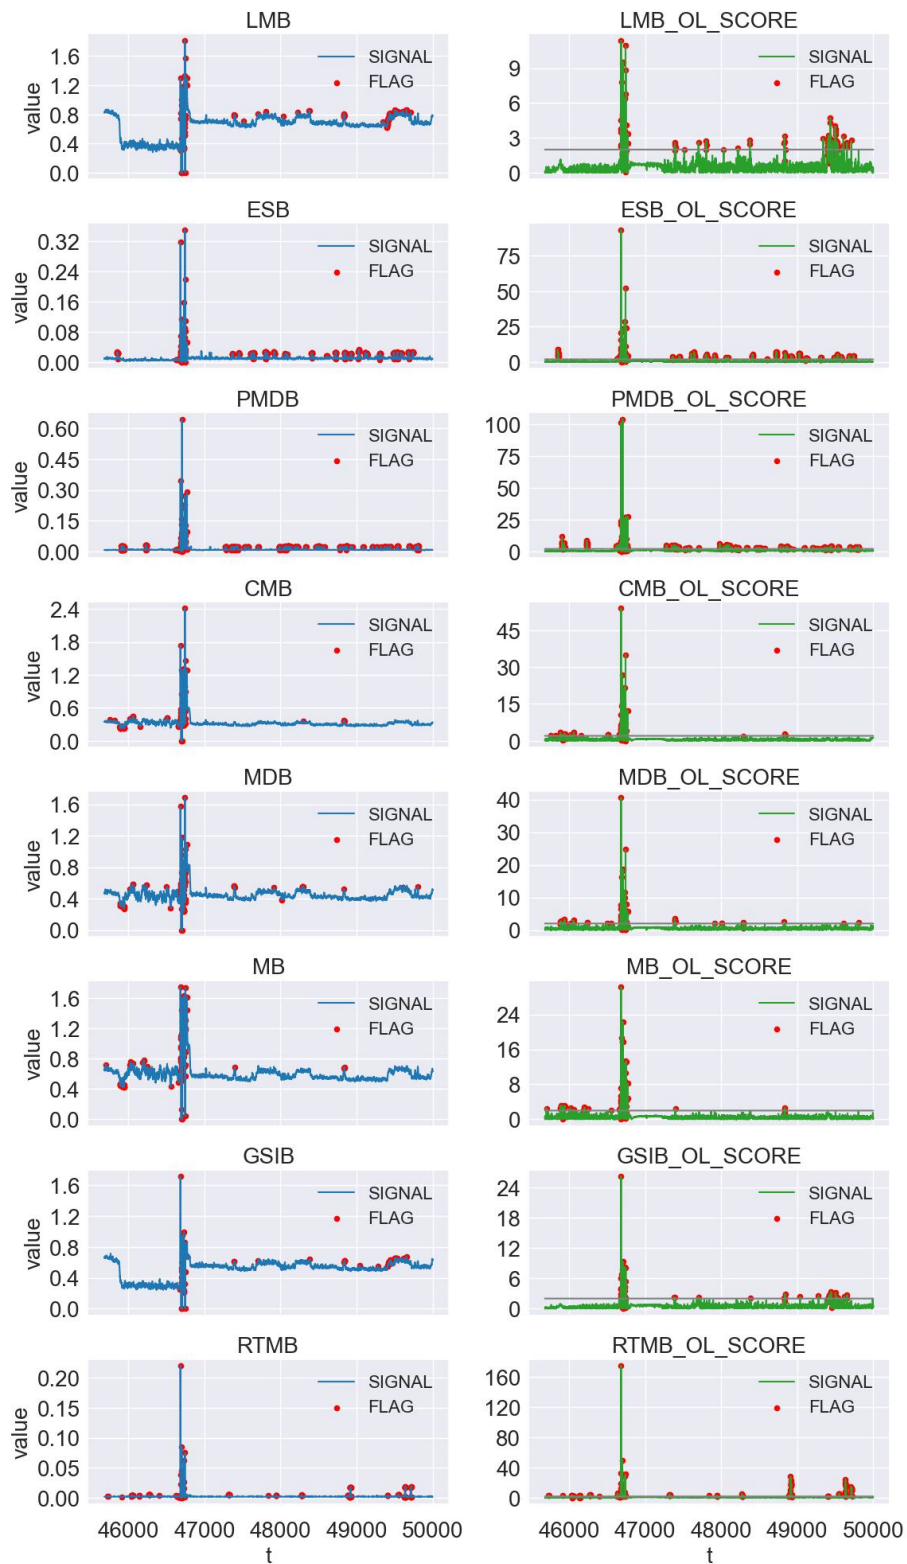 LMB LMB_OL_SCORE
value 1.6 1.2 0.8 0.4 0.0 SIGNAL FLAG 9 6 3 0 SIGNAL FLAG
ESB ESB_OL_SCORE
value 0.32 0.24 0.16 0.08 0.00 SIGNAL FLAG 75 50 25 0 SIGNAL FLAG
PMDB PMDB_OL_SCORE
value 0.60 0.45 0.30 0.15 0.00 SIGNAL FLAG 100 75 50 25 0 SIGNAL FLAG
CMB CMB_OL_SCORE
value 2.4 1.8 1.2 0.6 0.0 SIGNAL FLAG 45 30 15 0 SIGNAL FLAG
MDB MDB_OL_SCORE
value 1.6 1.2 0.8 0.4 0.0 SIGNAL FLAG 40 30 20 10 0 SIGNAL FLAG
MB MB_OL_SCORE
value 1.6 1.2 0.8 0.4 0.0 SIGNAL FLAG 24 16 8 0 SIGNAL FLAG
GSIB GSIB_OL_SCORE
value 1.6 1.2 0.8 0.4 0.0 SIGNAL FLAG 24 18 12 6 0 SIGNAL FLAG
RTMB RTMB_OL_SCORE
value 0.20 0.15 0.10 0.05 0.00 SIGNAL FLAG 160 120 80 40 0 SIGNAL FLAG
46000 47000 48000 49000 50000 46000 47000 48000 49000 50000
t t